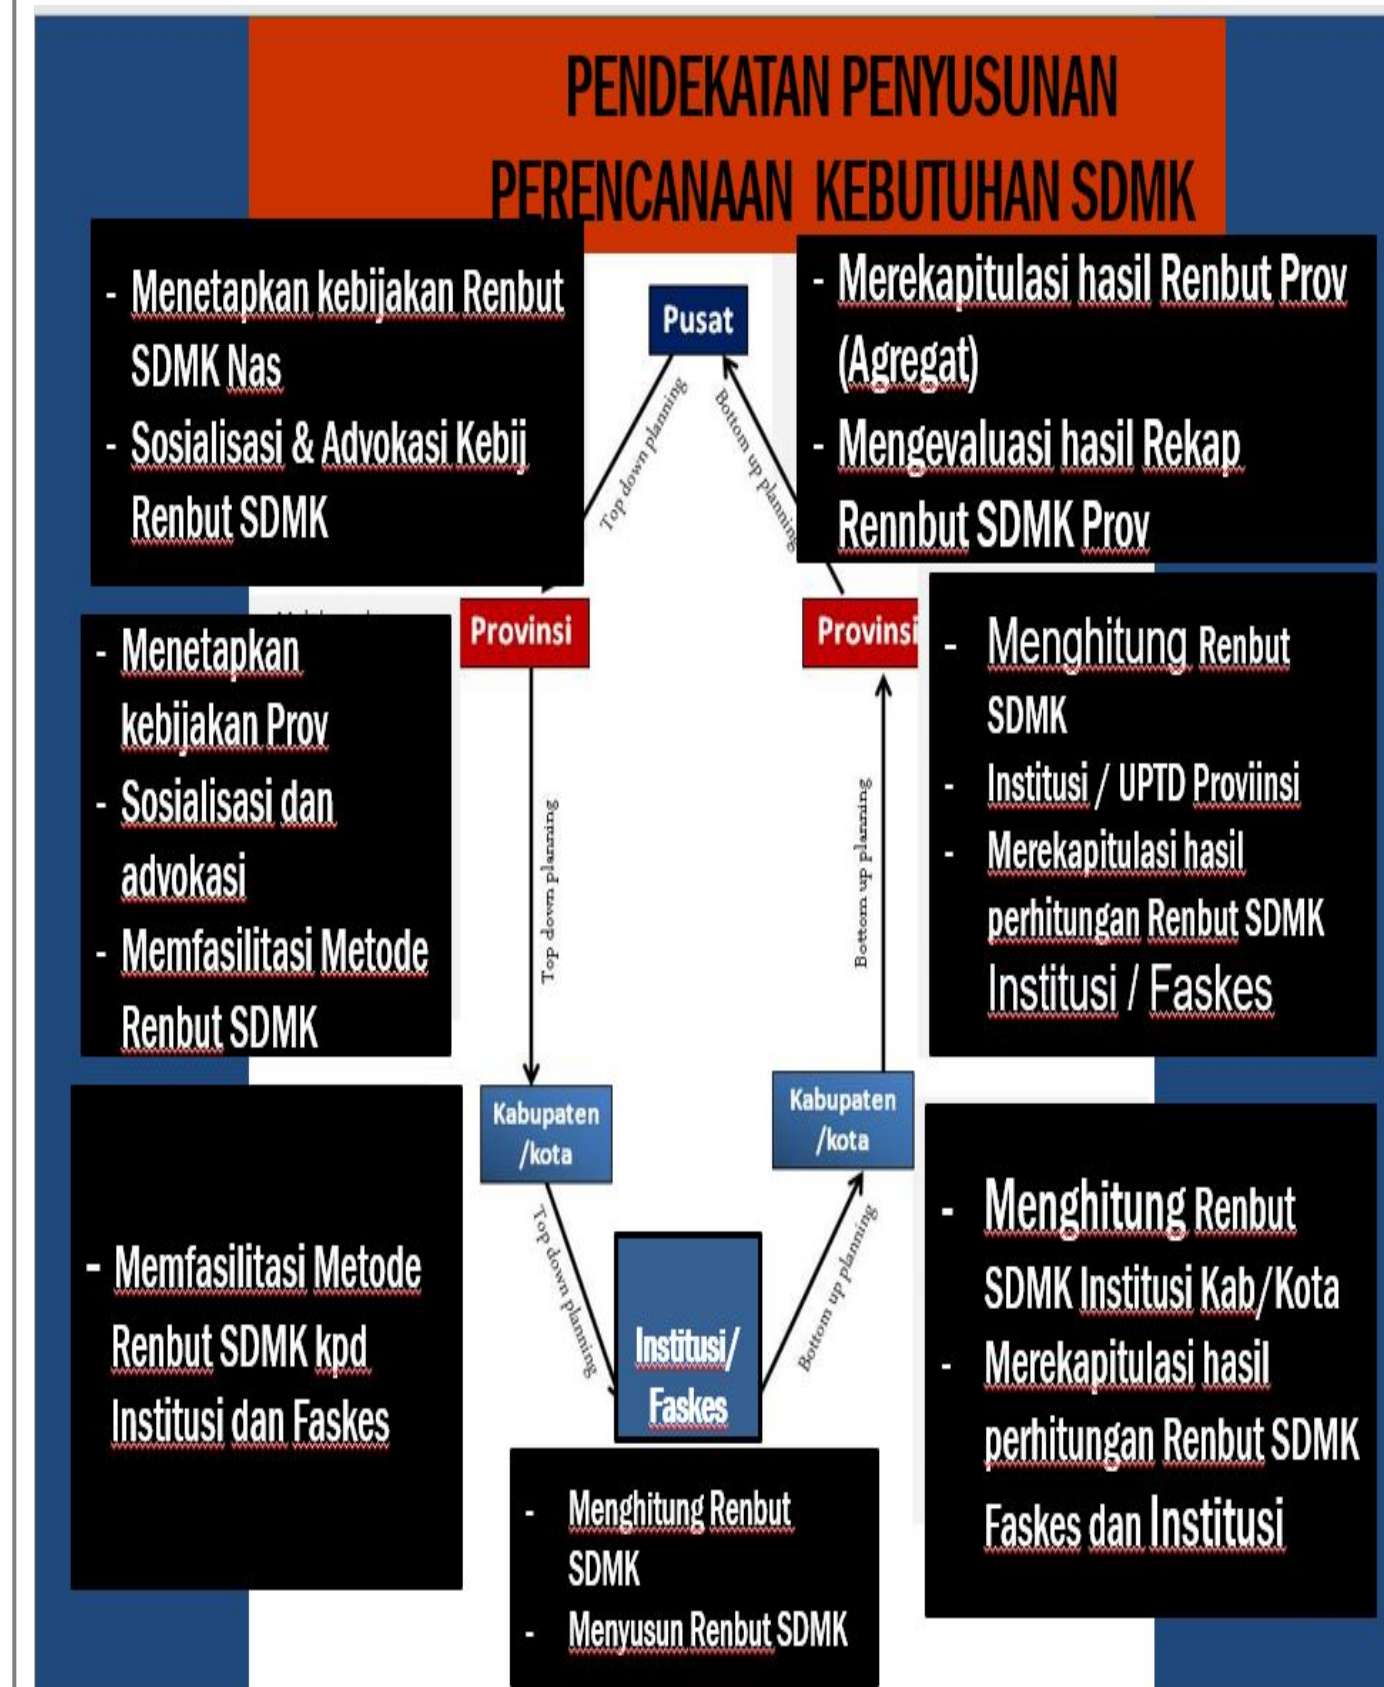 PENDEKATAN PENYUSUNAN
PERENCANAAN KEBUTUHAN SDMK
- Menetapkan kebijakan Renbut
SDMK Nas
- Sosialisasi & Advokasi Kebij
Renbut SDMK
Pusat
- Merekapitulasi hasil Renbut Prov
(Agregat)
- Mengevaluasi hasil Rekap
Rennbut SDMK Prov
Top down planning
Bottom up planning
Provinsi
Provinsi
- Menetapkan
kebijakan Prov
- Sosialisasi dan
advokasi
- Memfasilitasi Metode
Renbut SDMK
- Menghitung Renbut
SDMK
- Institusi / UPTD Proviinsi
- Merekapitulasi hasil
perhitungan Renbut SDMK
Institusi / Faskes
Top down planning
Bottom up planning
Kabupaten
/kota
Kabupaten
/kota
- Memfasilitasi Metode
Renbut SDMK kpd
Institusi dan Faskes
Top down planning
Bottom up planning
Institusi/
Faskes
- Menghitung Renbut
SDMK Institusi Kab/Kota
- Merekapitulasi hasil
perhitungan Renbut SDMK
Faskes dan Institusi
- Menghitung Renbut
SDMK
- Menyusun Renbut SDMK